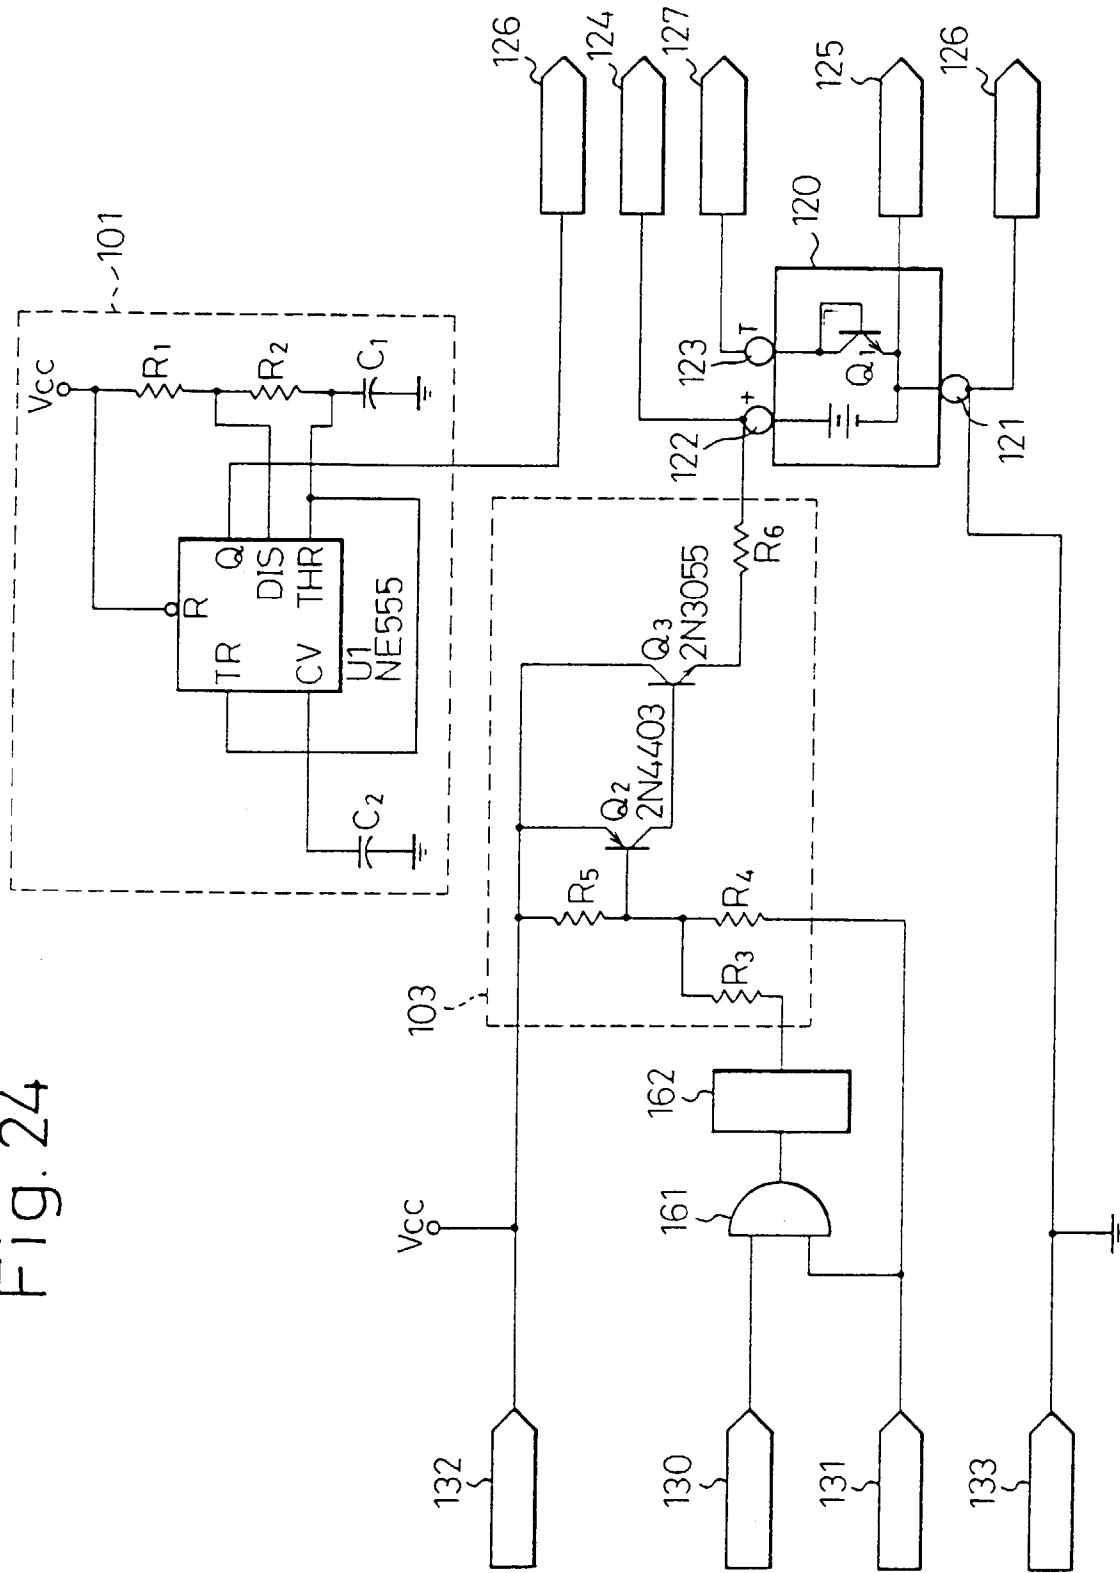 Fig. 24
101
Vcc
R1
R2
C1
R
Q
DIS
THR
TR
CV
U1
NE555
C2
126
124
127
125
126
103
Vcc
R5
Q2
2N4403
Q3
2N3055
R4
R3
R6
122
+
123
T
120
Q1
121
162
161
132
130
131
133